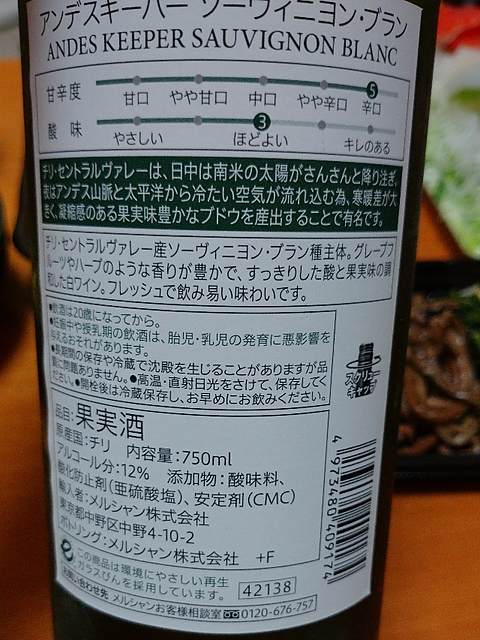 アンデスキーパー ソーヴィニヨン・ブラン
ANDES KEEPER SAUVIGNON BLANC
甘辛度
5
甘口 やや甘口 中口 やや辛口 辛口
酸味
3
やさしい ほどよい キレのある
チリ・セントラルヴァレーは、日中は南米の太陽がさんさんと降り注ぎ、
夜はアンデス山脈と太平洋から冷たい空気が流れ込む為、寒暖差が大
きく、凝縮感のある果実味豊かなブドウを産出することで有名です。
チリ・セントラルヴァレー産ソーヴィニヨン・ブラン種主体。グレープフ
ルーツやハーブのような香りが豊かで、すっきりした酸と果実味の調
和した白ワイン。フレッシュで飲み易い味わいです。
●飲酒は20歳になってから。
●妊娠中や授乳期の飲酒は、胎児・乳児の発育に悪影響を
与えるおそれがあります。
●長期間の保存や冷蔵で沈殿を生じることがありますが品
質に問題ありません。●高温・直射日光をさけて、保存してく
ださい。●開栓後は冷蔵保存し、お早めにお飲みください。
スクリュー
キャップ
品目:果実酒
原産国:チリ 内容量:750ml
アルコール分:12% 添加物:酸味料、
酸化防止剤(亜硫酸塩)、安定剤(CMC)
輸入者:メルシャン株式会社
東京都中野区中野4-10-2
ボトリング:メルシャン株式会社 +F
4973480409174
この商品は環境にやさしい再生
ガラスびんを採用しています。
42138
お問い合わせ先 メルシャンお客様相談室 0120-676-757